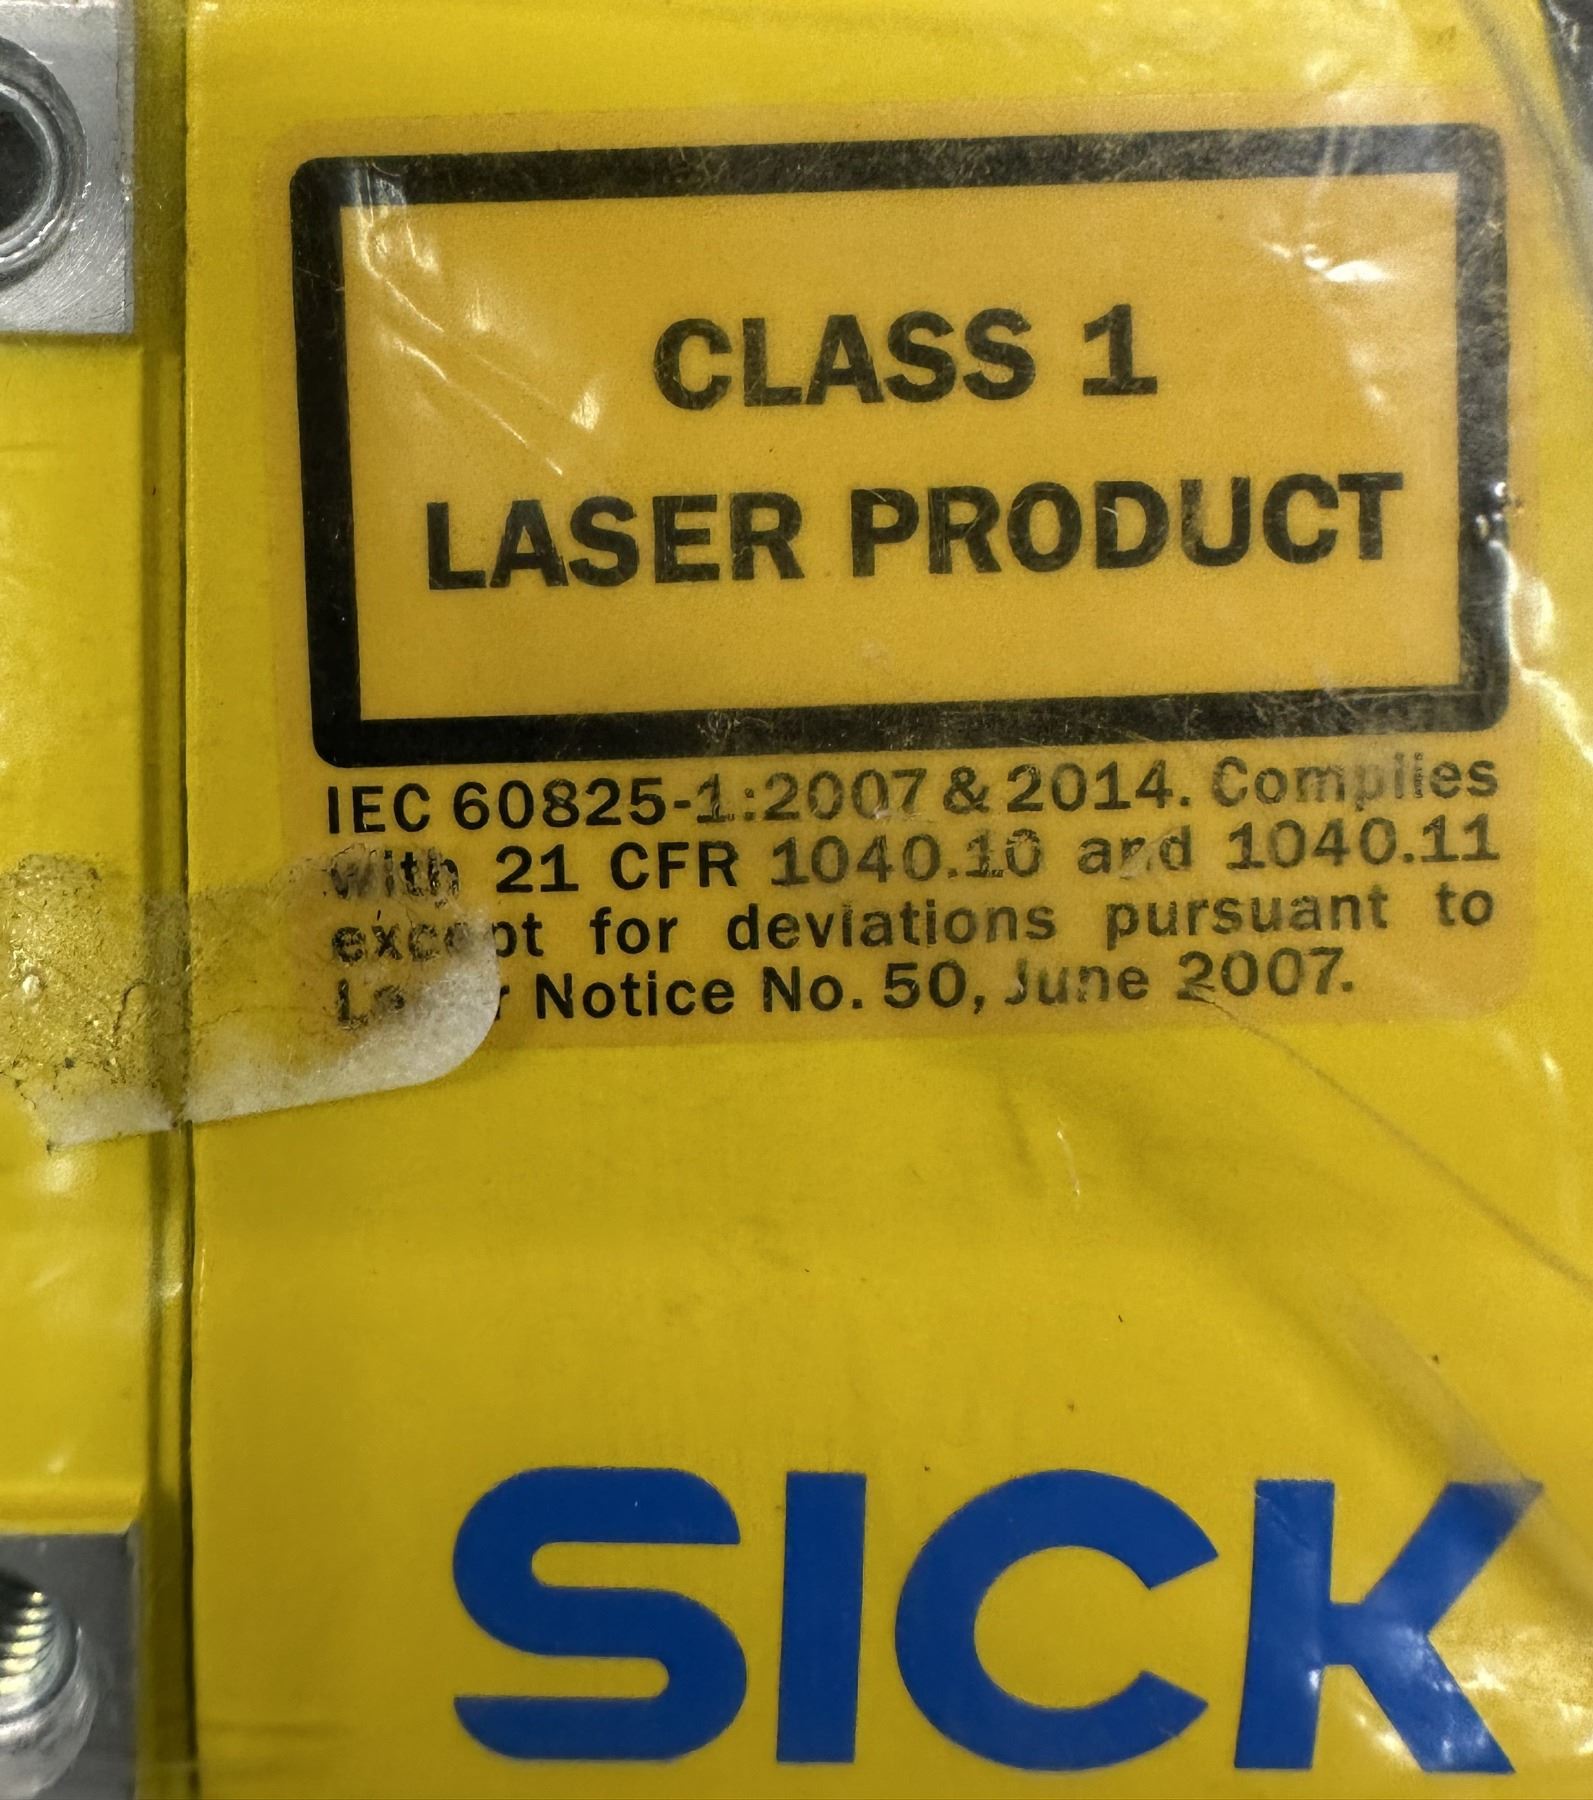 CLASS 1
LASER PRODUCT
IEC 60825-1:2007 & 2014. Complies
with 21 CFR 1040.10 and 1040.11
except for deviations pursuant to
Notice No. 50, June 2007.
SICK